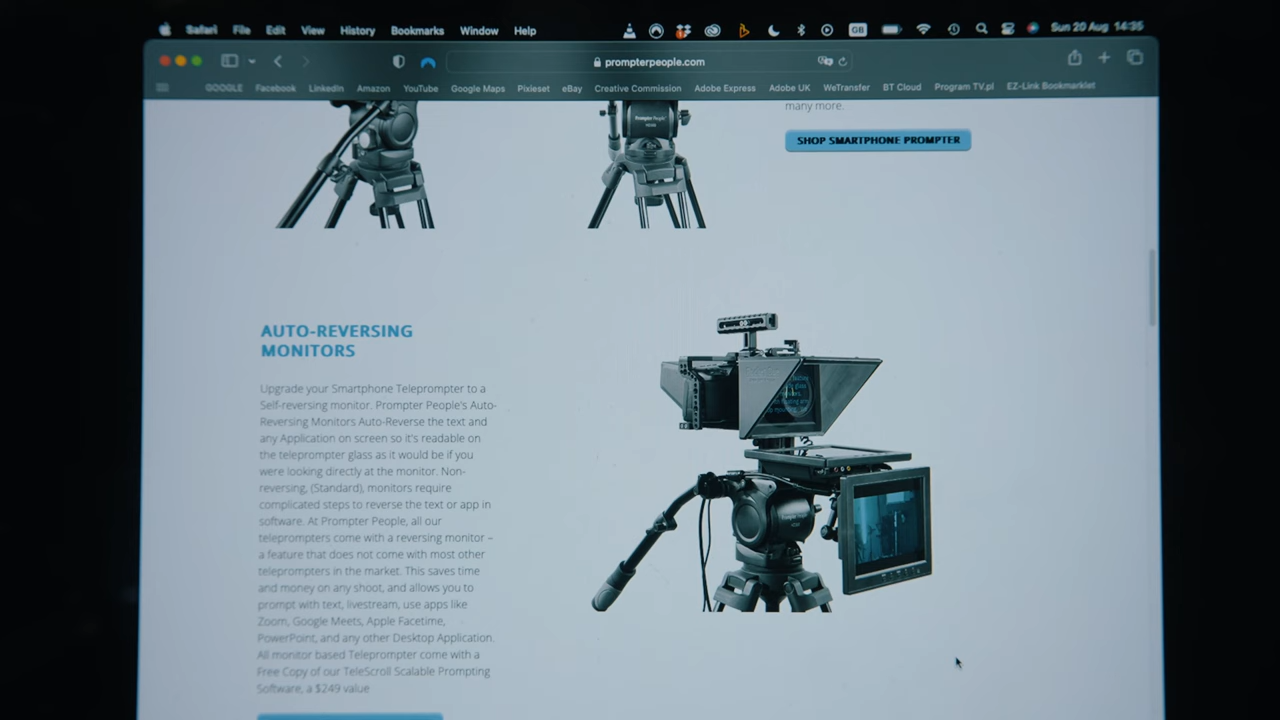 Safari File Edit View History Bookmarks Window Help GB Sun 20 Aug 14:35
prompterpeople.com
GOOGLE Facebook LinkedIn Amazon YouTube Google Maps Pixieset eBay Creative Commission Adobe Express Adobe UK WeTransfer BT Cloud Program TV.pl EZ-Link Bookmarklet
many more.
Prompter People
SHOP SMARTPHONE PROMPTER
AUTO-REVERSING
MONITORS
Upgrade your Smartphone Teleprompter to a
Self-reversing monitor. Prompter People's Auto-
Reversing Monitors Auto-Reverse the text and
any Application on screen so it's readable on
the teleprompter glass as it would be if you
were looking directly at the monitor. Non-
reversing, (Standard), monitors require
complicated steps to reverse the text or app in
software. At Prompter People, all our
teleprompters come with a reversing monitor –
a feature that does not come with most other
teleprompters in the market. This saves time
and money on any shoot, and allows you to
prompt with text, livestream, use apps like
Zoom, Google Meets, Apple Facetime,
PowerPoint, and any other Desktop Application.
All monitor based Teleprompter come with a
Free Copy of our TeleScroll Scalable Prompting
Software, a $249 value